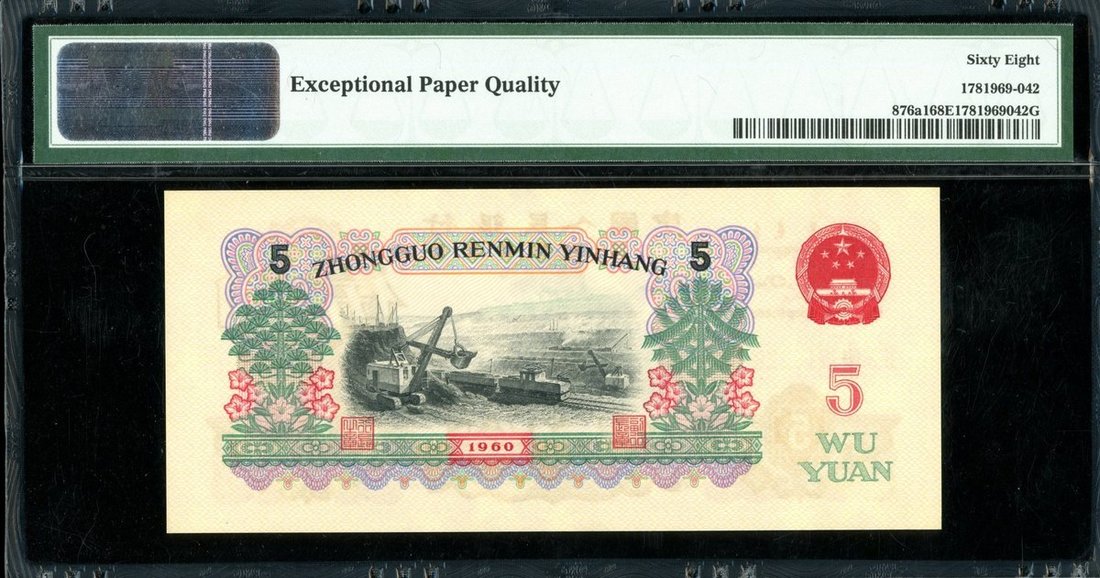 Exceptional Paper Quality
Sixty Eight
1781969-042
876a168E1781969042G
5 ZHONGGUO RENMIN YINHANG 5
5
1960
WU
YUAN